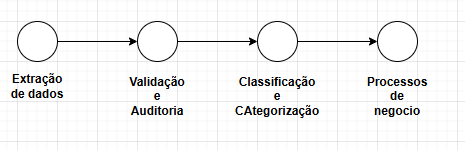 Extração
de dados
Validação
e
Auditoria
Classificação
e
CAtegorização
Processos
de
negocio